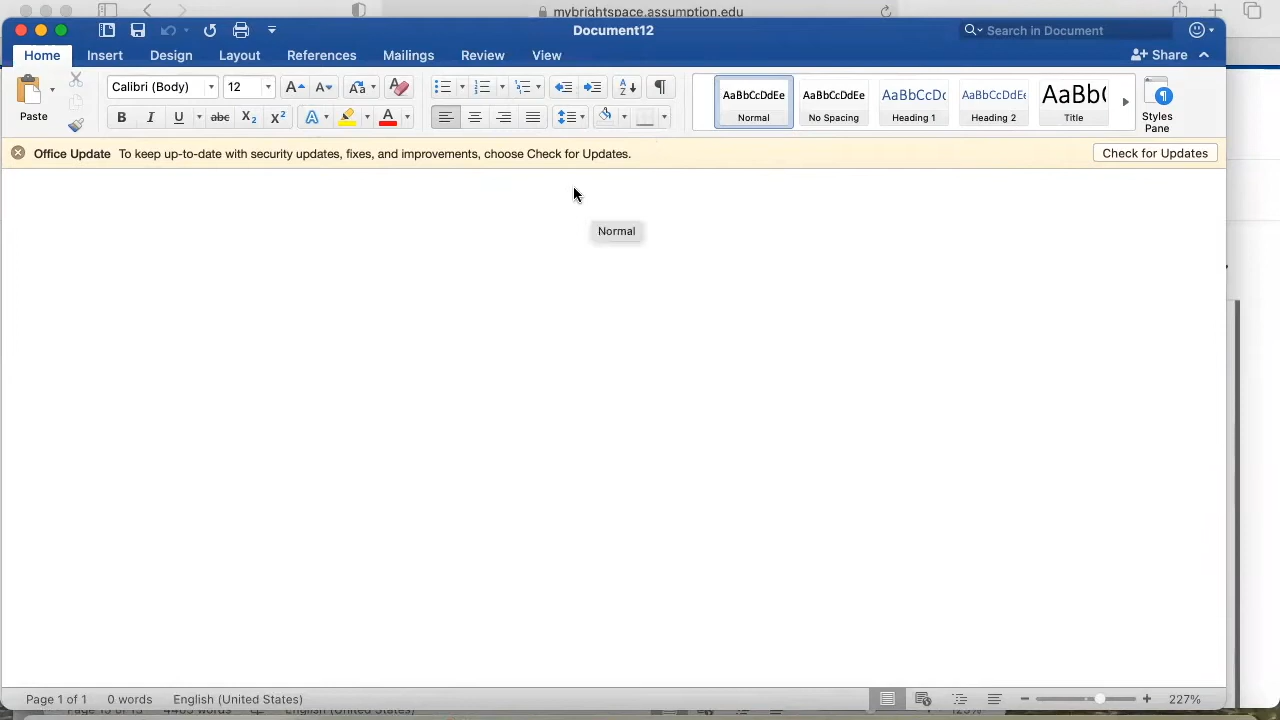 mybrightspace.assumption.edu
Document12
Search in Document
Home Insert Design Layout References Mailings Review View Share
Paste
Calibri (Body) 12
AaBbCcDdEe AaBbCcDdEe AaBbCcDc AaBbCcDdEe AaBb(
Normal No Spacing Heading 1 Heading 2 Title
Styles
Pane
B I U abc X2 X2 A A
Office Update To keep up-to-date with security updates, fixes, and improvements, choose Check for Updates. Check for Updates
Normal
Page 1 of 1 0 words English (United States) 227%